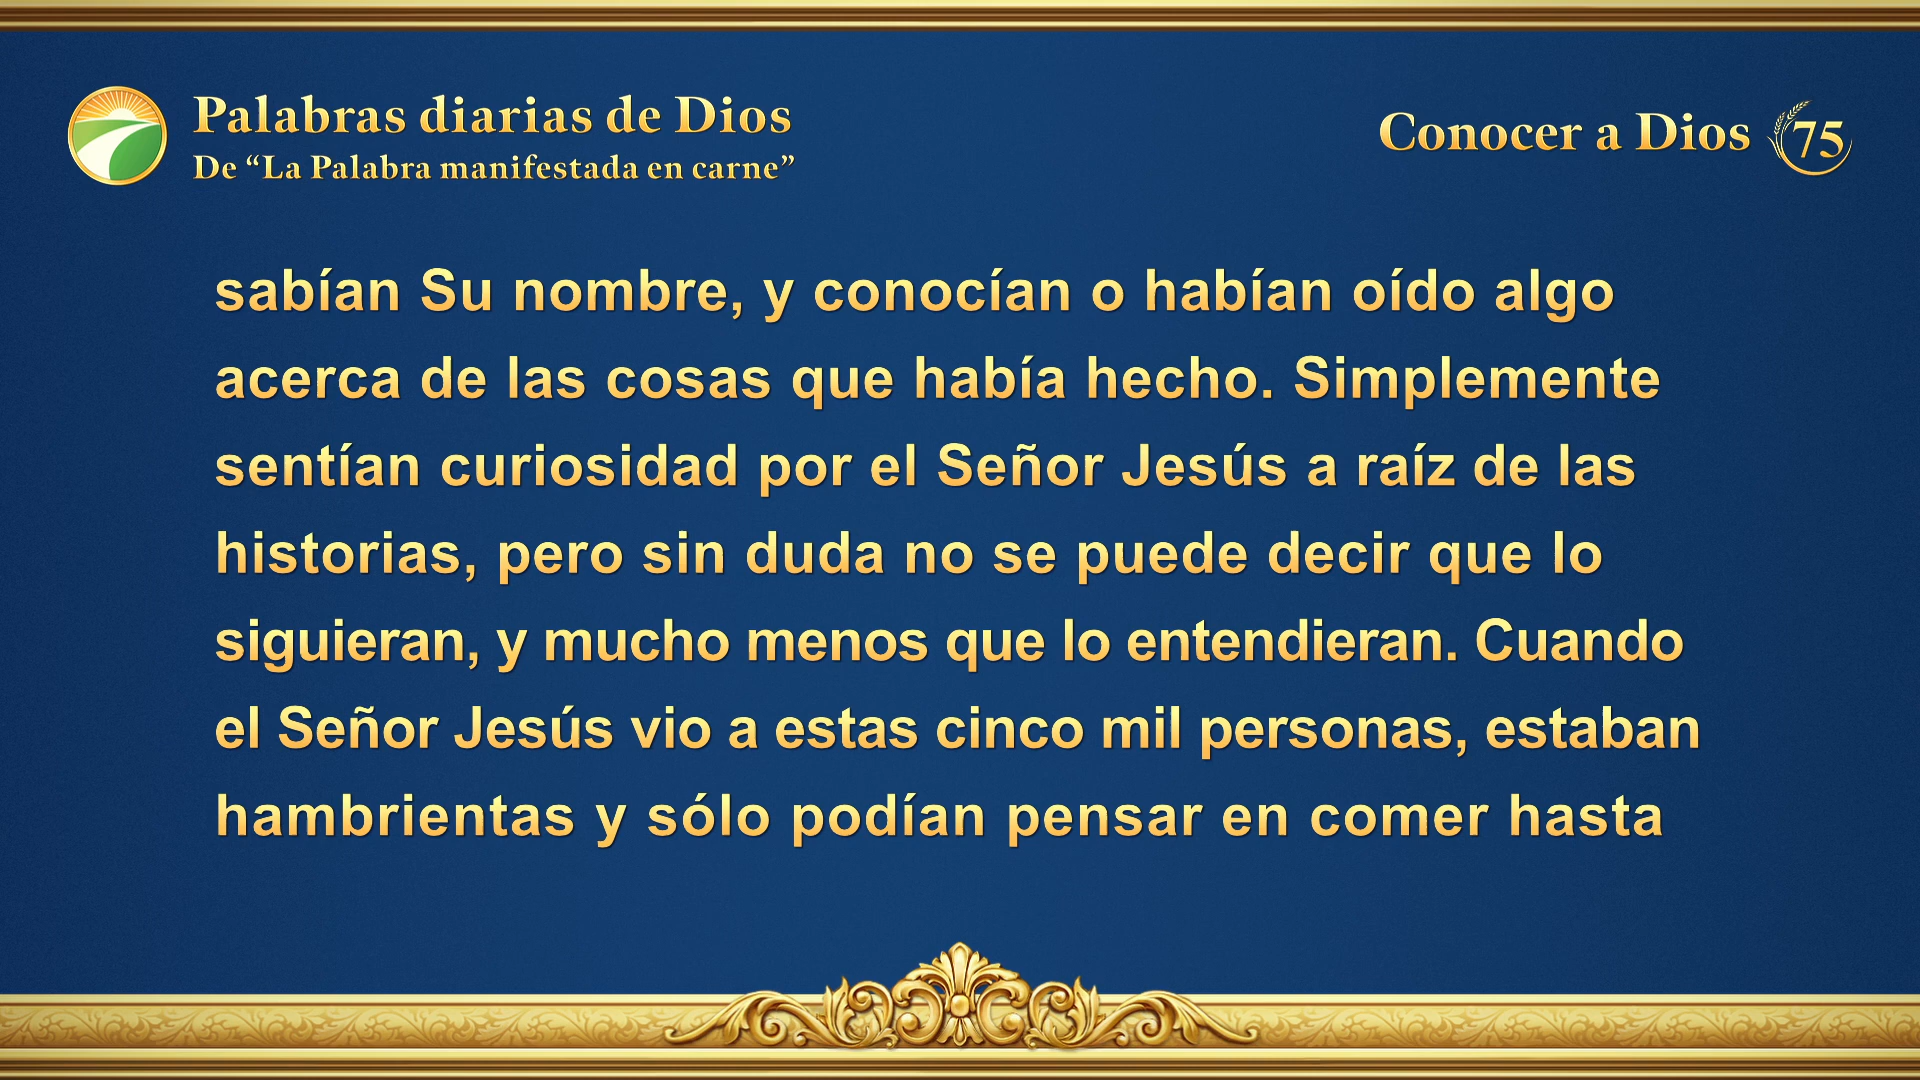 Palabras diarias de Dios
De “La Palabra manifestada en carne”
Conocer a Dios 75
sabían Su nombre, y conocían o habían oído algo
acerca de las cosas que había hecho. Simplemente
sentían curiosidad por el Señor Jesús a raíz de las
historias, pero sin duda no se puede decir que lo
siguieran, y mucho menos que lo entendieran. Cuando
el Señor Jesús vio a estas cinco mil personas, estaban
hambrientas y sólo podían pensar en comer hasta